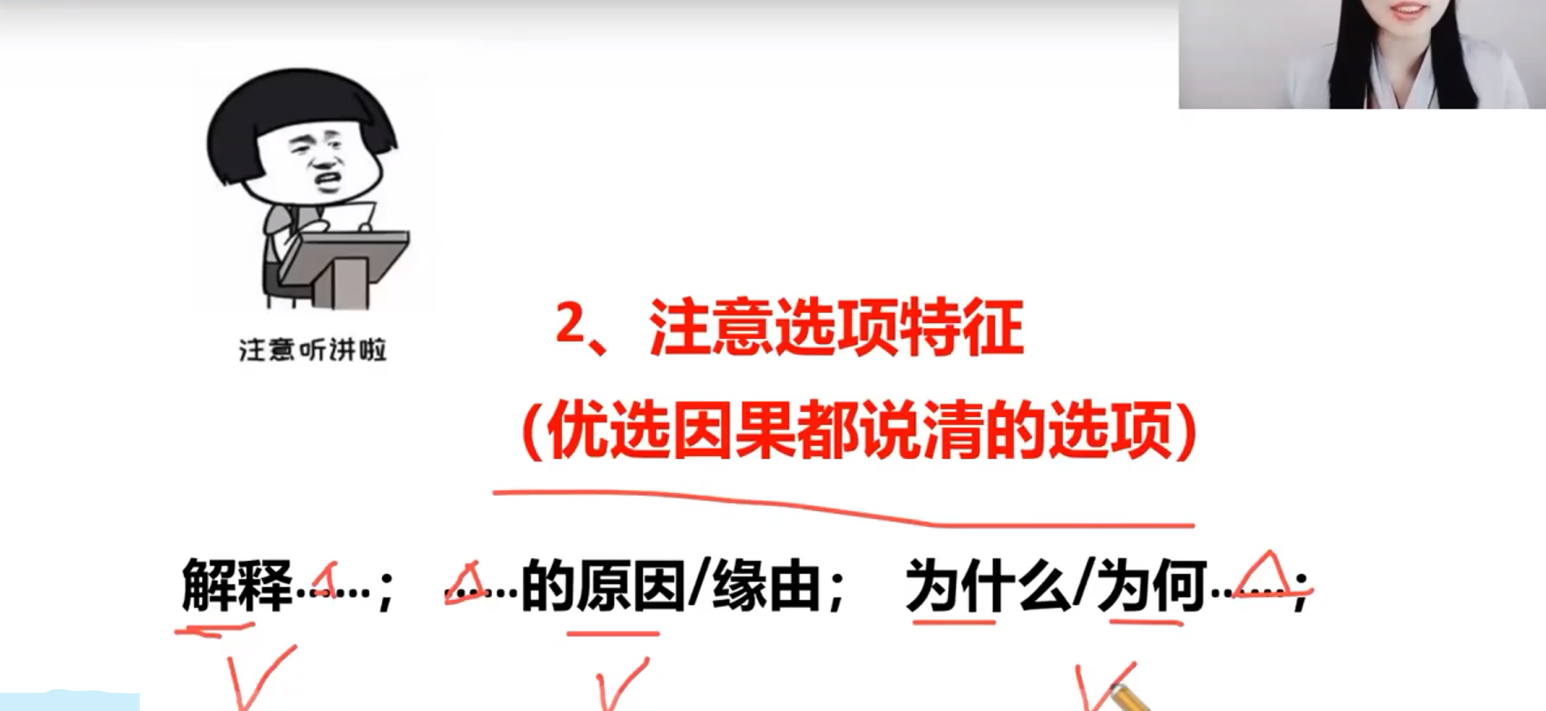 注意听讲啦
2、注意选项特征
（优选因果都说清的选项）
解释……； ……的原因/缘由； 为什么/为何……；